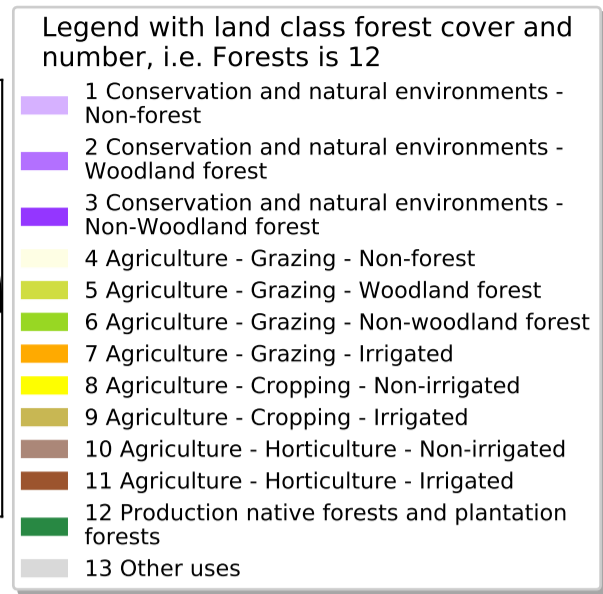 Legend with land class forest cover and
number, i.e. Forests is 12
1 Conservation and natural environments -
Non-forest
2 Conservation and natural environments -
Woodland forest
3 Conservation and natural environments -
Non-Woodland forest
4 Agriculture - Grazing - Non-forest
5 Agriculture - Grazing - Woodland forest
6 Agriculture - Grazing - Non-woodland forest
7 Agriculture - Grazing - Irrigated
8 Agriculture - Cropping - Non-irrigated
9 Agriculture - Cropping - Irrigated
10 Agriculture - Horticulture - Non-irrigated
11 Agriculture - Horticulture - Irrigated
12 Production native forests and plantation
forests
13 Other uses